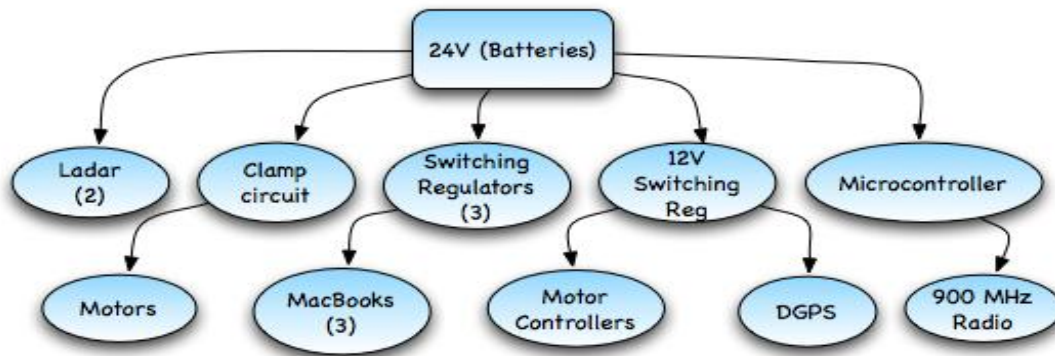 24V (Batteries)
Ladar
(2)
Clamp
circuit
Switching
Regulators
(3)
12V
Switching
Reg
Microcontroller
Motors
MacBooks
(3)
Motor
Controllers
DGPS
900 MHz
Radio